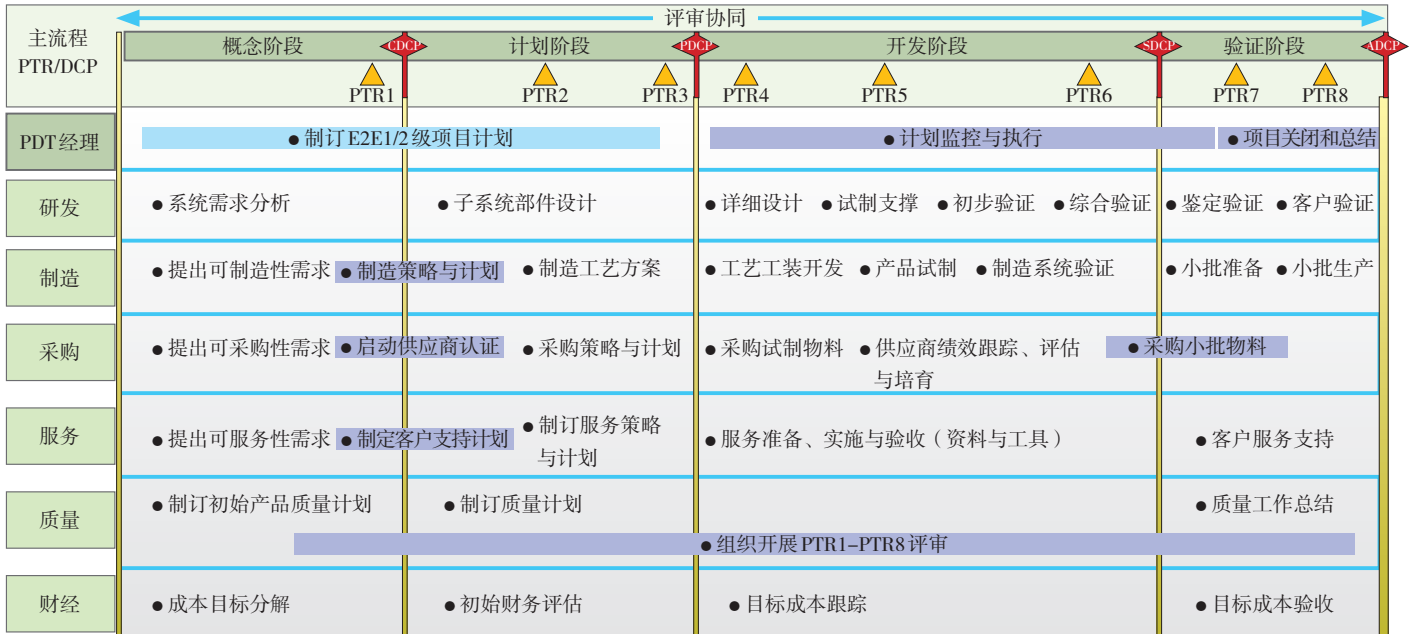 评审协同
主流程
PTR/DCP
概念阶段
CDCP
计划阶段
PDCP
开发阶段
SDCP
验证阶段
ADCP
PTR1
PTR2
PTR3
PTR4
PTR5
PTR6
PTR7
PTR8
PDT经理
●制订E2E1/2级项目计划
●计划监控与执行
●项目关闭和总结
研发
●系统需求分析
●子系统部件设计
●详细设计
●试制支撑
●初步验证
●综合验证
●鉴定验证
●客户验证
制造
●提出可制造性需求
●制造策略与计划
●制造工艺方案
●工艺工装开发
●产品试制
●制造系统验证
●小批准备
●小批生产
采购
●提出可采购性需求
●启动供应商认证
●采购策略与计划
●采购试制物料
●供应商绩效跟踪、评估
与培育
●采购小批物料
服务
●提出可服务性需求
●制定客户支持计划
●制订服务策略
与计划
●服务准备、实施与验收（资料与工具）
●客户服务支持
质量
●制订初始产品质量计划
●制订质量计划
●质量工作总结
●组织开展PTR1-PTR8评审
财经
●成本目标分解
●初始财务评估
●目标成本跟踪
●目标成本验收